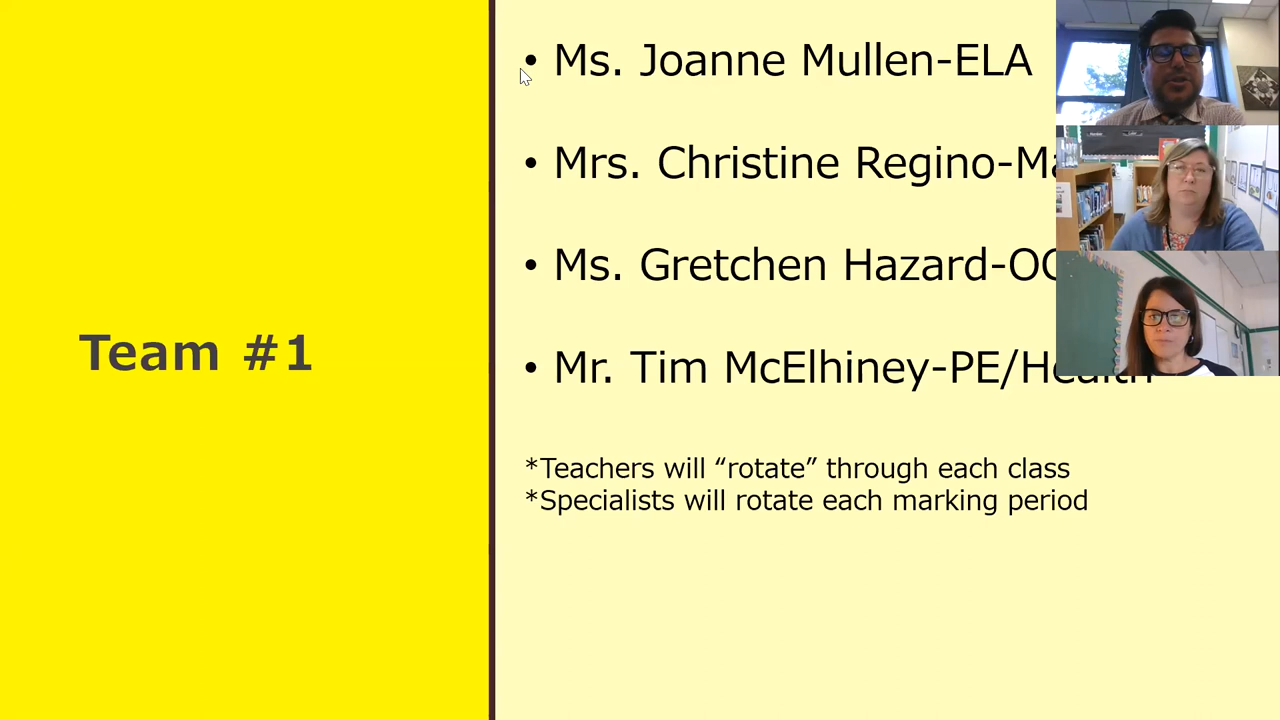 Team #1
• Ms. Joanne Mullen-ELA
• Mrs. Christine Regino-Ma
• Ms. Gretchen Hazard-OC
• Mr. Tim McElhiney-PE/Health
*Teachers will “rotate” through each class
*Specialists will rotate each marking period